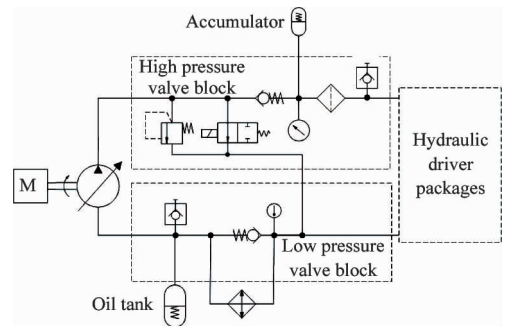 Accumulator
High pressure
valve block
Hydraulic
driver
packages
M
Low pressure
valve block
Oil tank